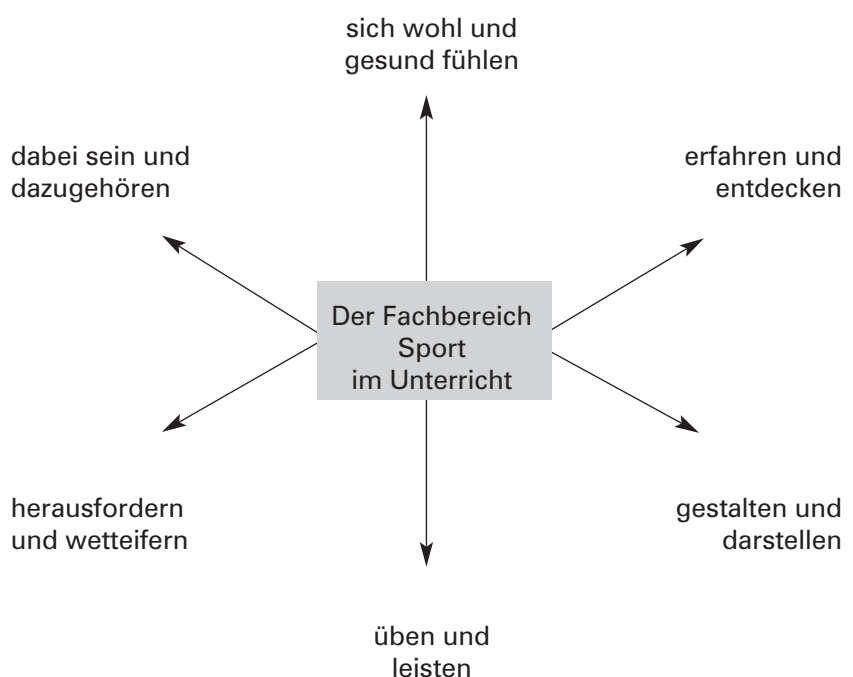 sich wohl und
gesund fühlen
dabei sein und
dazugehören
erfahren und
entdecken
Der Fachbereich
Sport
im Unterricht
herausfordern
und wetteifern
gestalten und
darstellen
üben und
leisten